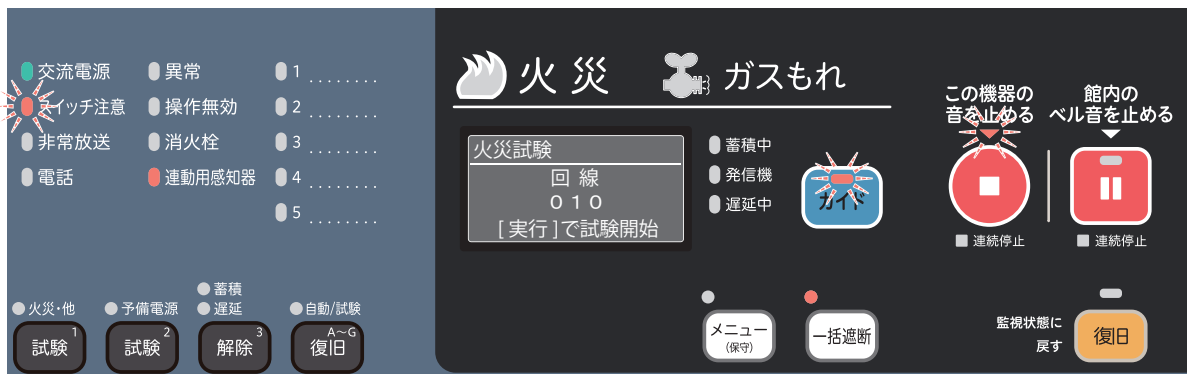 交流電源
異常
1 ........
スイッチ注意
操作無効
2 ........
非常放送
消火栓
3 ........
電話
連動用感知器
4 ........
5 ........
火災
ガスもれ
火災試験
回線
010
[実行]で試験開始
蓄積中
発信機
遅延中
ガイド
この機器の
音を止める
館内の
ベル音を止める
連続停止
連続停止
火災・他
予備電源
蓄積
遅延
自動/試験
試験 1
試験 2
解除 3
A〜G
復旧
メニュー
(保守)
一括遮断
監視状態に
戻す
復旧